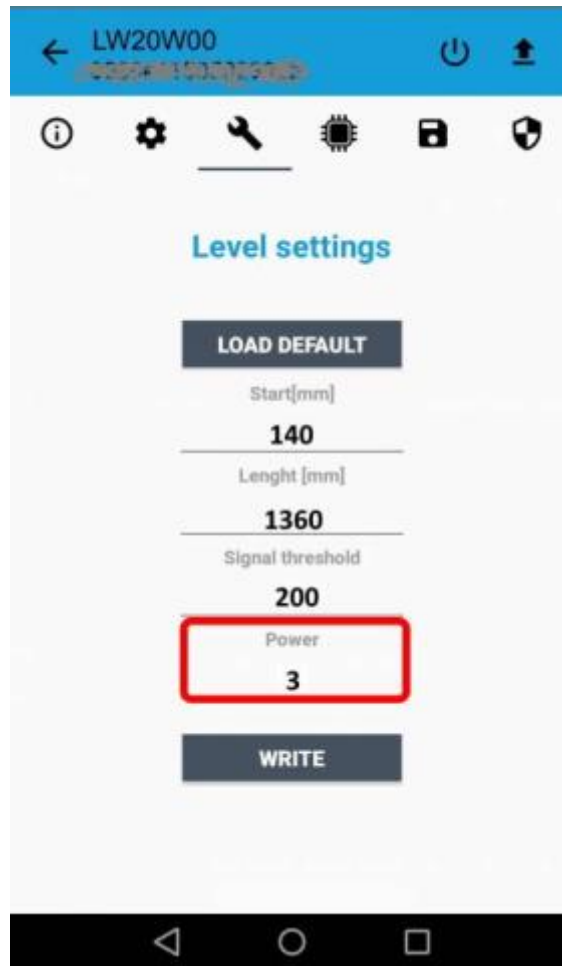 LW20W00
Level settings
LOAD DEFAULT
Start[mm]
140
Lenght [mm]
1360
Signal threshold
200
Power
3
WRITE